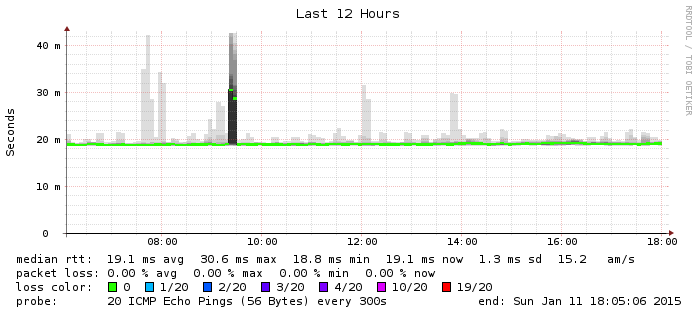 Last 12 Hours
RRDTOOL / TOBI OETIKER
Seconds
40 m
30 m
20 m
10 m
0
08:00 10:00 12:00 14:00 16:00 18:00
median rtt: 19.1 ms avg 30.6 ms max 18.8 ms min 19.1 ms now 1.3 ms sd 15.2 am/s
packet loss: 0.00 % avg 0.00 % max 0.00 % min 0.00 % now
loss color: 0 1/20 2/20 3/20 4/20 10/20 19/20
probe: 20 ICMP Echo Pings (56 Bytes) every 300s end: Sun Jan 11 18:05:06 2015